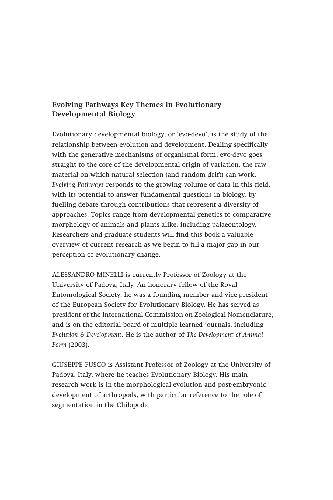 Evolving Pathways Key Themes in Evolutionary
Developmental Biology
Evolutionary developmental biology, or 'evo-devo', is the study of the
relationship between evolution and development. Dealing specifically
with the generative mechanisms of organismal form, evo-devo goes
straight to the core of the developmental origin of variation, the raw
material on which natural selection (and random drift) can work.
Evolving Pathways responds to the growing volume of data in this field,
with its potential to answer fundamental questions in biology, by
fuelling debate through contributions that represent a diversity of
approaches. Topics range from developmental genetics to comparative
morphology of animals and plants alike, including palaeontology.
Researchers and graduate students will find this book a valuable
overview of current research as we begin to fill a major gap in our
perception of evolutionary change.
ALESSANDRO MINELLI is currently Professor of Zoology at the
University of Padova, Italy. An honorary fellow of the Royal
Entomological Society, he was a founding member and vice-president
of the European Society for Evolutionary Biology. He has served as
president of the International Commission on Zoological Nomenclature,
and is on the editorial board of multiple learned journals, including
Evolution & Development. He is the author of The Development of Animal
Form (2003).
GIUSEPPE FUSCO is Assistant Professor of Zoology at the University of
Padova, Italy, where he teaches Evolutionary Biology. His main
research work is in the morphological evolution and post-embryonic
development of arthropods, with particular reference to the role of
segmentation in the Chilopoda.